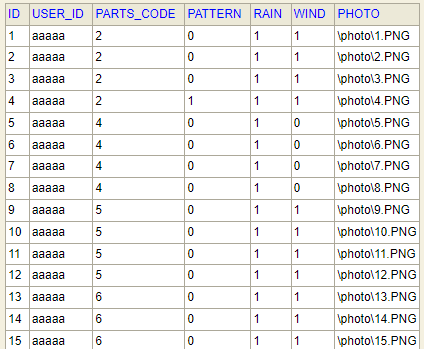 ID USER_ID PARTS_CODE PATTERN RAIN WIND PHOTO
1 aaaaa 2 0 1 1 \photo\1.PNG
2 aaaaa 2 0 1 1 \photo\2.PNG
3 aaaaa 2 0 1 1 \photo\3.PNG
4 aaaaa 2 1 1 1 \photo\4.PNG
5 aaaaa 4 0 1 0 \photo\5.PNG
6 aaaaa 4 0 1 0 \photo\6.PNG
7 aaaaa 4 0 1 0 \photo\7.PNG
8 aaaaa 4 0 1 0 \photo\8.PNG
9 aaaaa 5 0 1 1 \photo\9.PNG
10 aaaaa 5 0 1 1 \photo\10.PNG
11 aaaaa 5 0 1 1 \photo\11.PNG
12 aaaaa 5 0 1 1 \photo\12.PNG
13 aaaaa 6 0 1 1 \photo\13.PNG
14 aaaaa 6 0 1 1 \photo\14.PNG
15 aaaaa 6 0 1 1 \photo\15.PNG